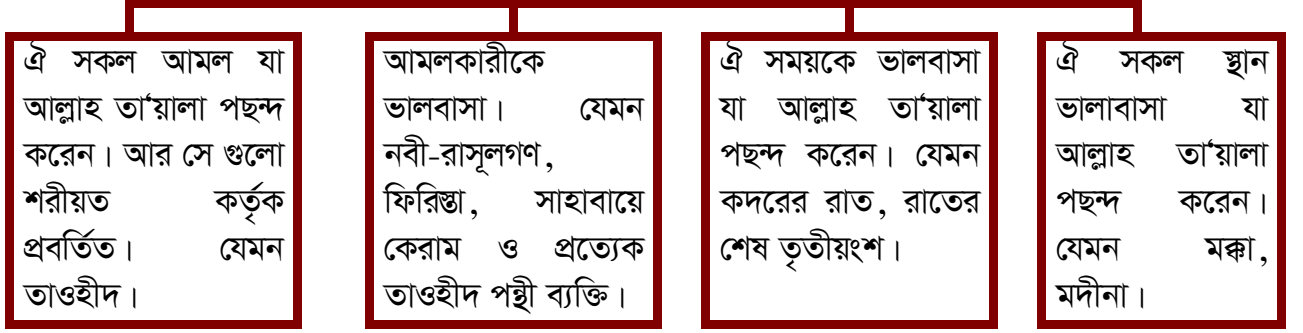 ঐ সকল আমল যা
আল্লাহ তা‘য়ালা পছন্দ
করেন। আর সে গুলো
শরীয়ত কর্তৃক
প্রবর্তিত। যেমন
তাওহীদ।
আমলকারীকে
ভালবাসা। যেমন
নবী-রাসূলগণ,
ফিরিস্তা, সাহাবায়ে
কেরাম ও প্রত্যেক
তাওহীদ পন্থী ব্যক্তি।
ঐ সময়কে ভালবাসা
যা আল্লাহ তা‘য়ালা
পছন্দ করেন। যেমন
কদরের রাত, রাতের
শেষ তৃতীয়ংশ।
ঐ সকল স্থান
ভালাবাসা যা
আল্লাহ তা‘য়ালা
পছন্দ করেন।
যেমন মক্কা,
মদীনা।